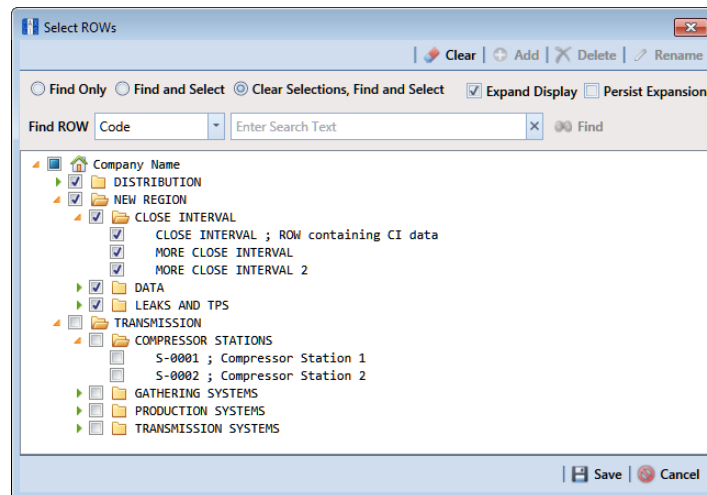 Select ROWs
Clear Add Delete Rename
Find Only Find and Select Clear Selections, Find and Select Expand Display Persist Expansion
Find ROW Code Enter Search Text Find
Company Name
DISTRIBUTION
NEW REGION
CLOSE INTERVAL
CLOSE INTERVAL ; ROW containing CI data
MORE CLOSE INTERVAL
MORE CLOSE INTERVAL 2
DATA
LEAKS AND TPS
TRANSMISSION
COMPRESSOR STATIONS
S-0001 ; Compressor Station 1
S-0002 ; Compressor Station 2
GATHERING SYSTEMS
PRODUCTION SYSTEMS
TRANSMISSION SYSTEMS
Save Cancel